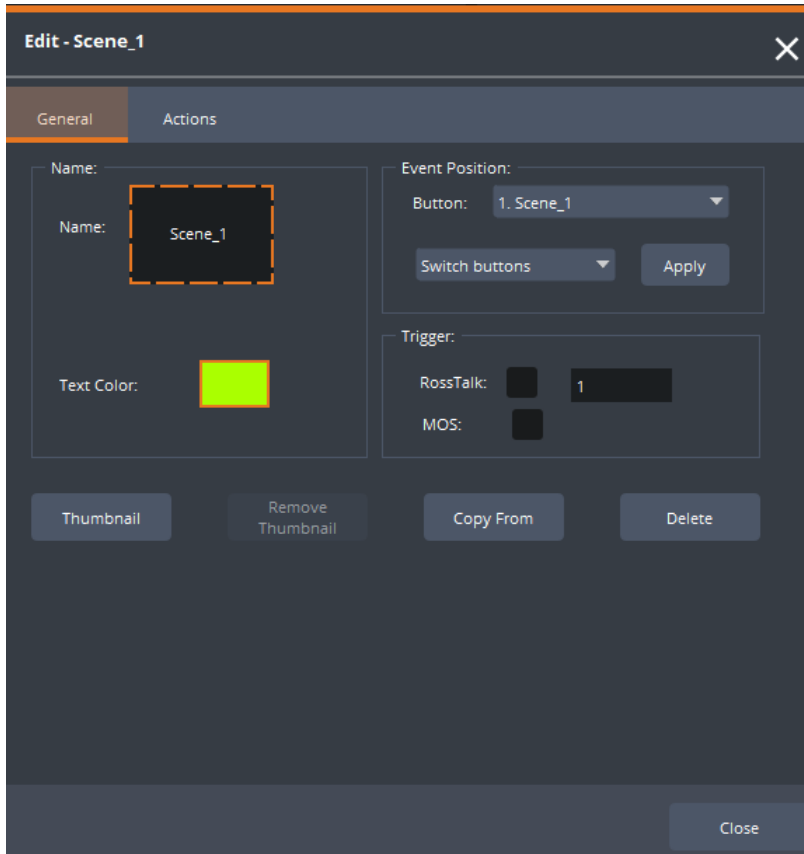 Edit - Scene_1
General Actions
Name:
Name: Scene_1
Text Color:
Event Position:
Button: 1. Scene_1
Switch buttons Apply
Trigger:
RossTalk: 1
MOS:
Thumbnail
Remove
Thumbnail
Copy From
Delete
Close